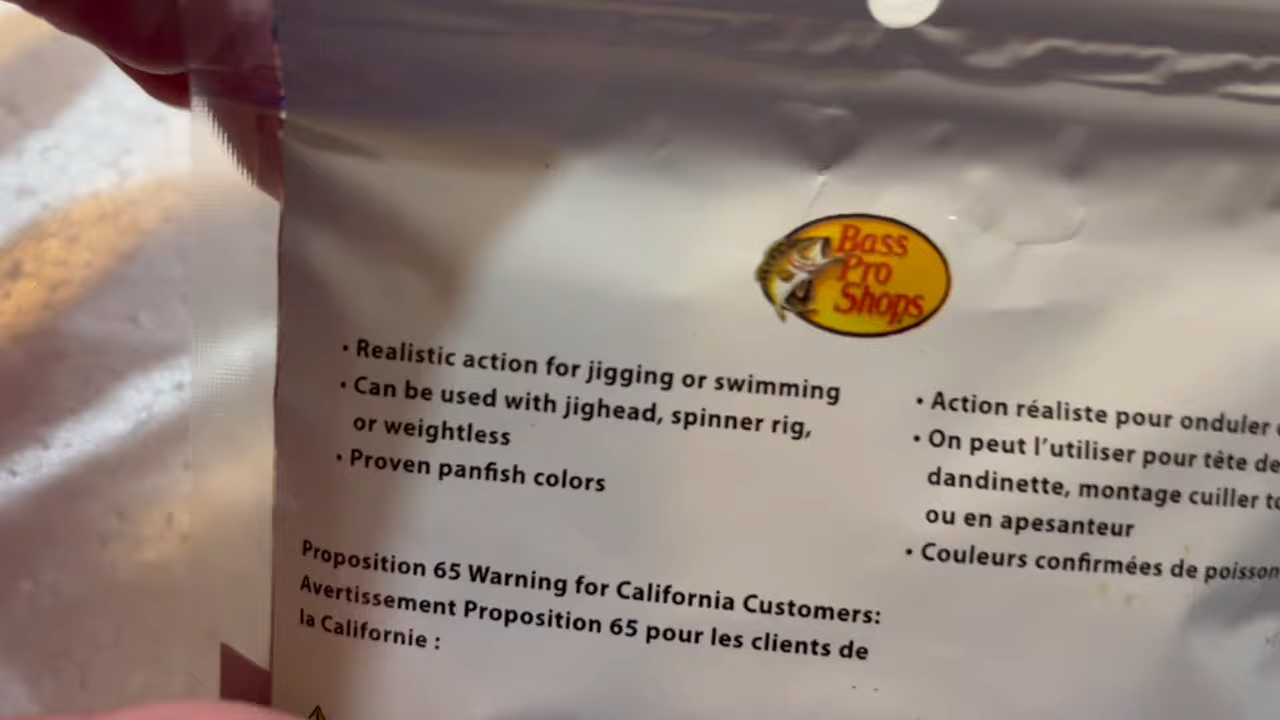 Bass
Pro
Shops
• Realistic action for jigging or swimming
• Can be used with jighead, spinner rig,
or weightless
• Proven panfish colors
• Action réaliste pour onduler
• On peut l'utiliser pour tête de
dandinette, montage cuiller
ou en apesanteur
• Couleurs confirmées de poisson
Proposition 65 Warning for California Customers:
Avertissement Proposition 65 pour les clients de
la Californie :